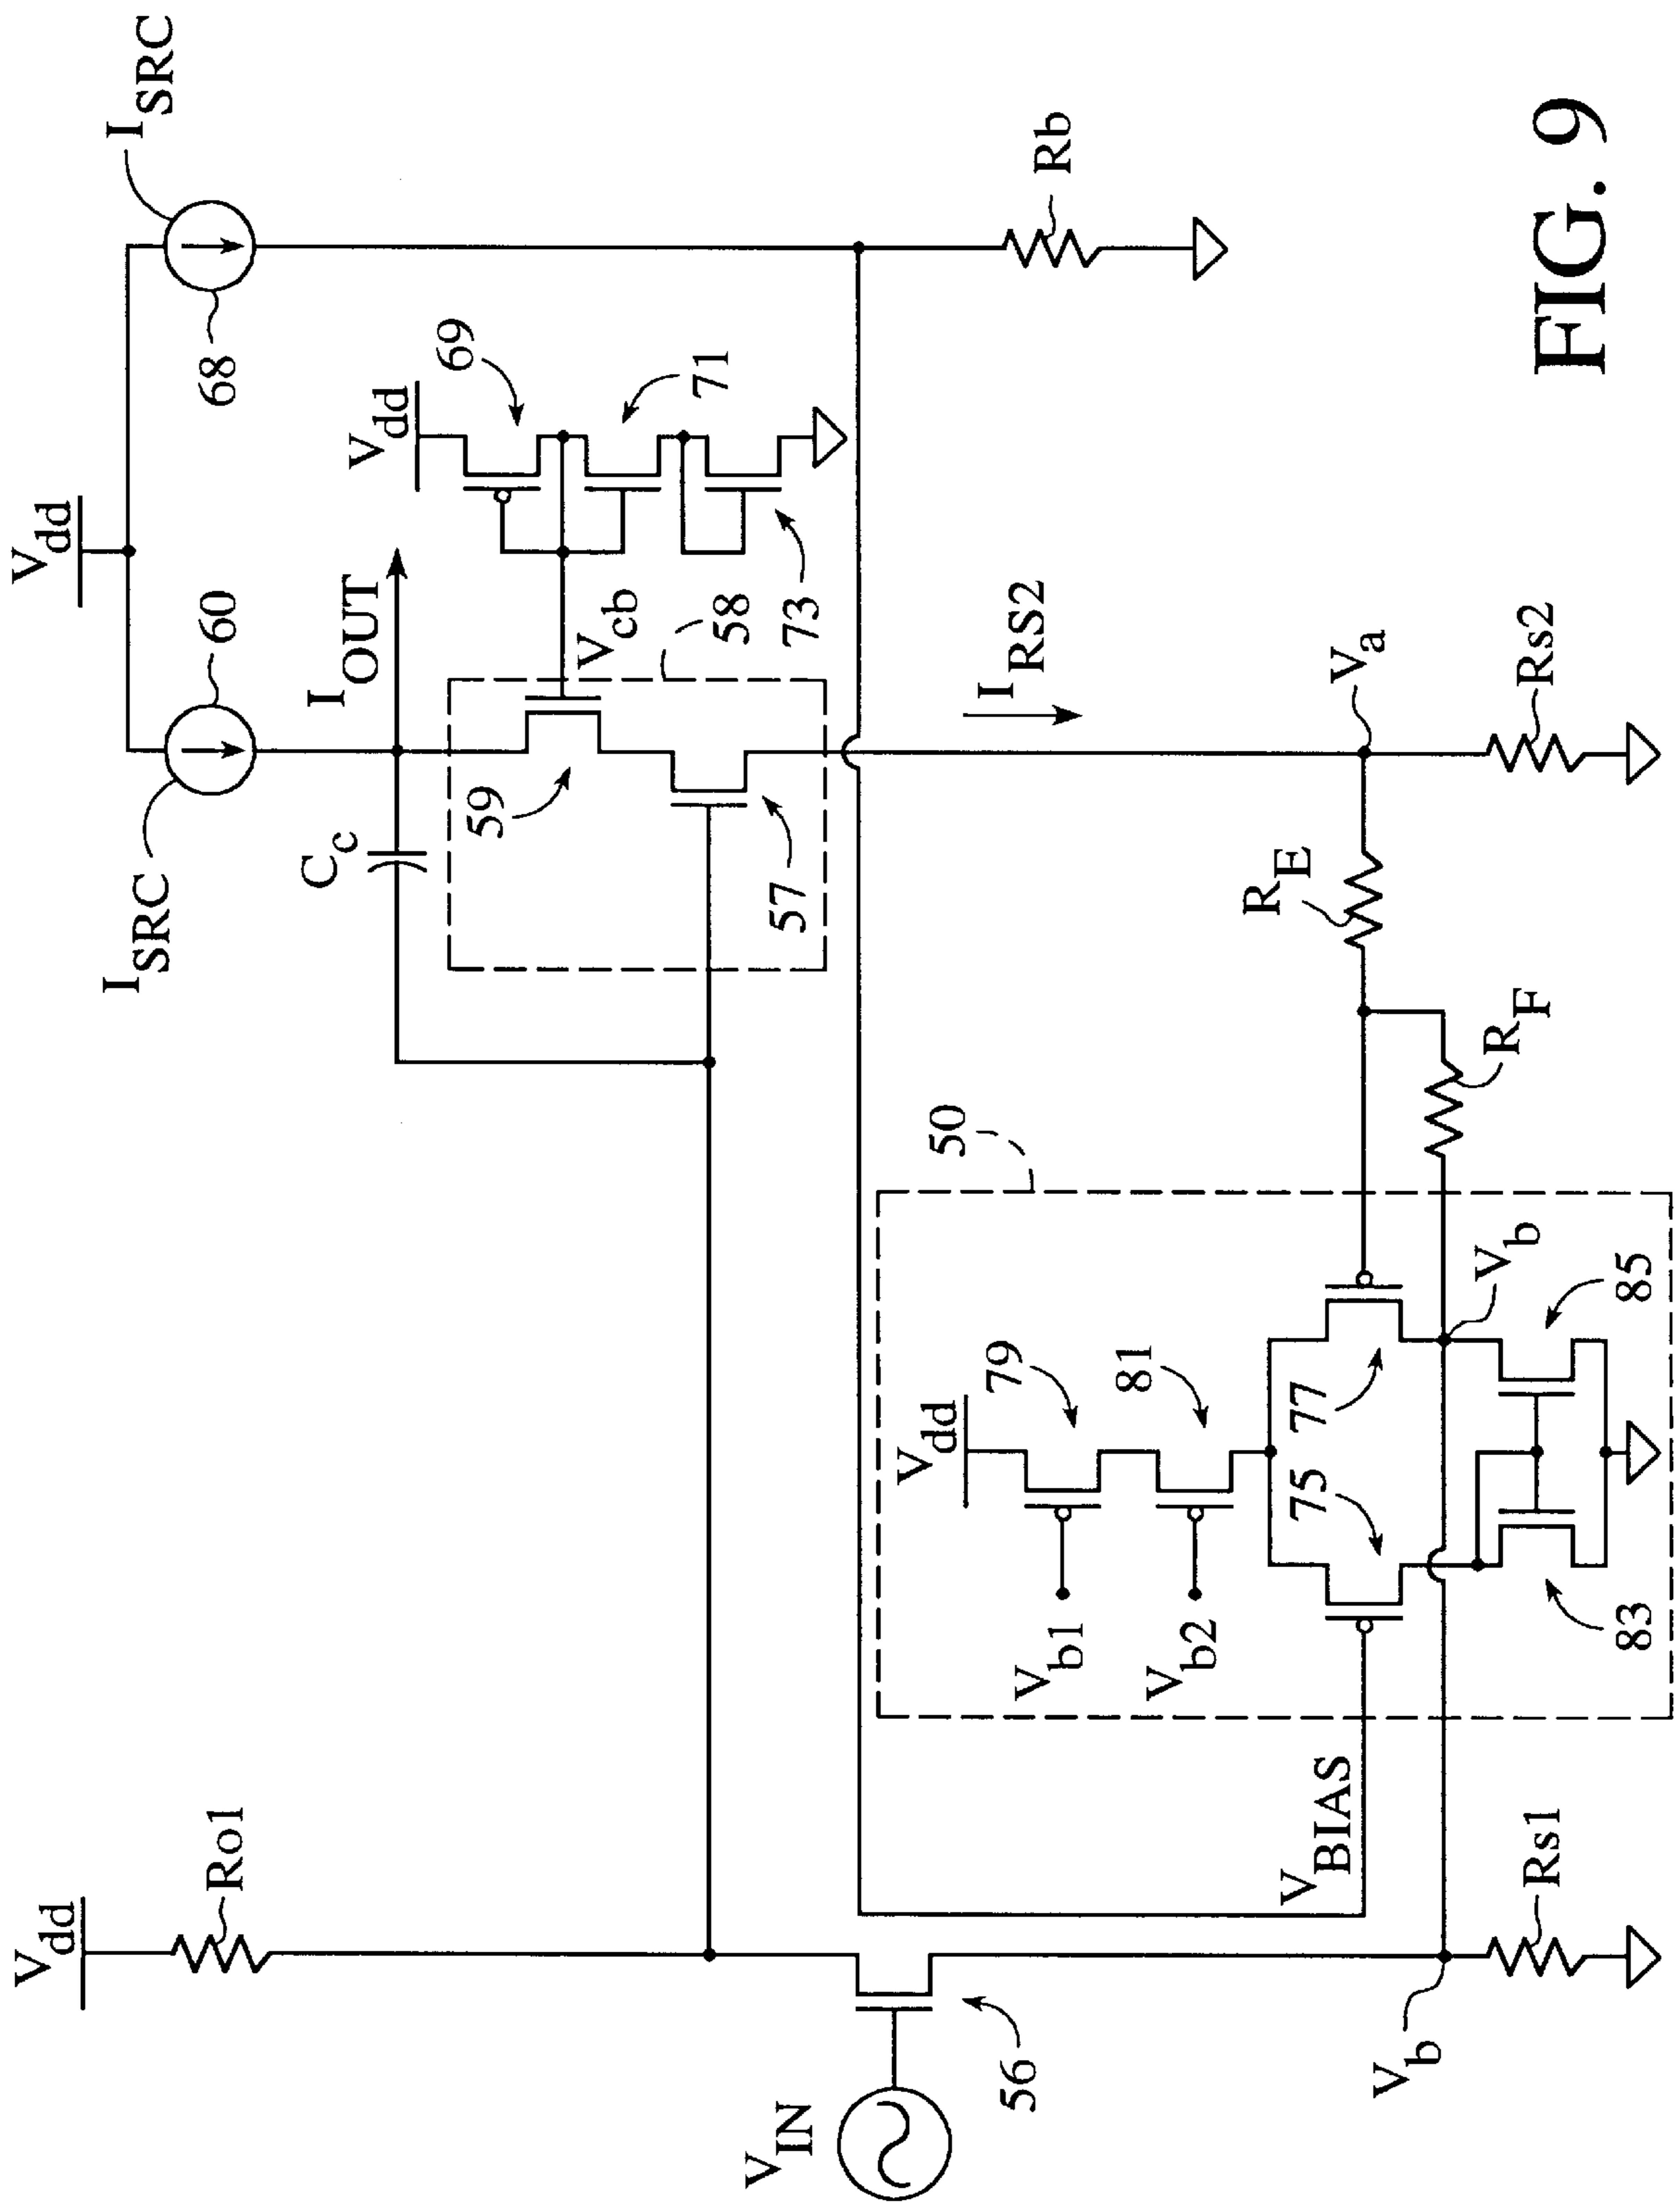 Vdd
Ro1
VIN
56
Vb
Rs1
VBIAS
Vdd
79
Vb1
81
Vb2
75
77
83
85
Vb
50
RF
RE
Va
Rs2
IRS2
ISRC
60
Vdd
ISRC
68
Cc
IOUT
59
57
58
Vcb
Vdd
69
71
73
Rb
FIG. 9